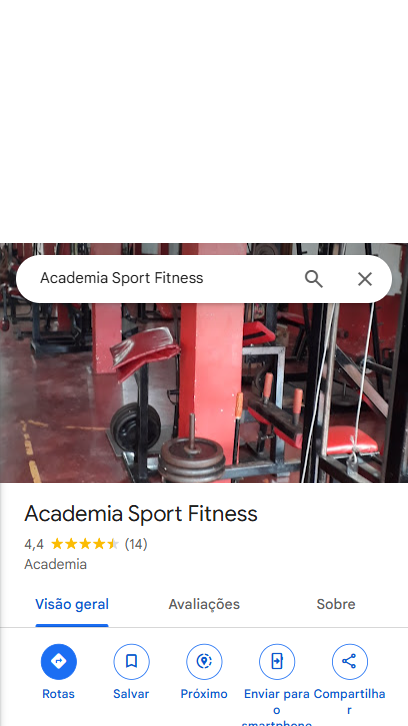 Academia Sport Fitness
Academia Sport Fitness
4,4 (14)
Academia
Visão geral Avaliações Sobre
Rotas Salvar Próximo Enviar para o smartphone Compartilhar